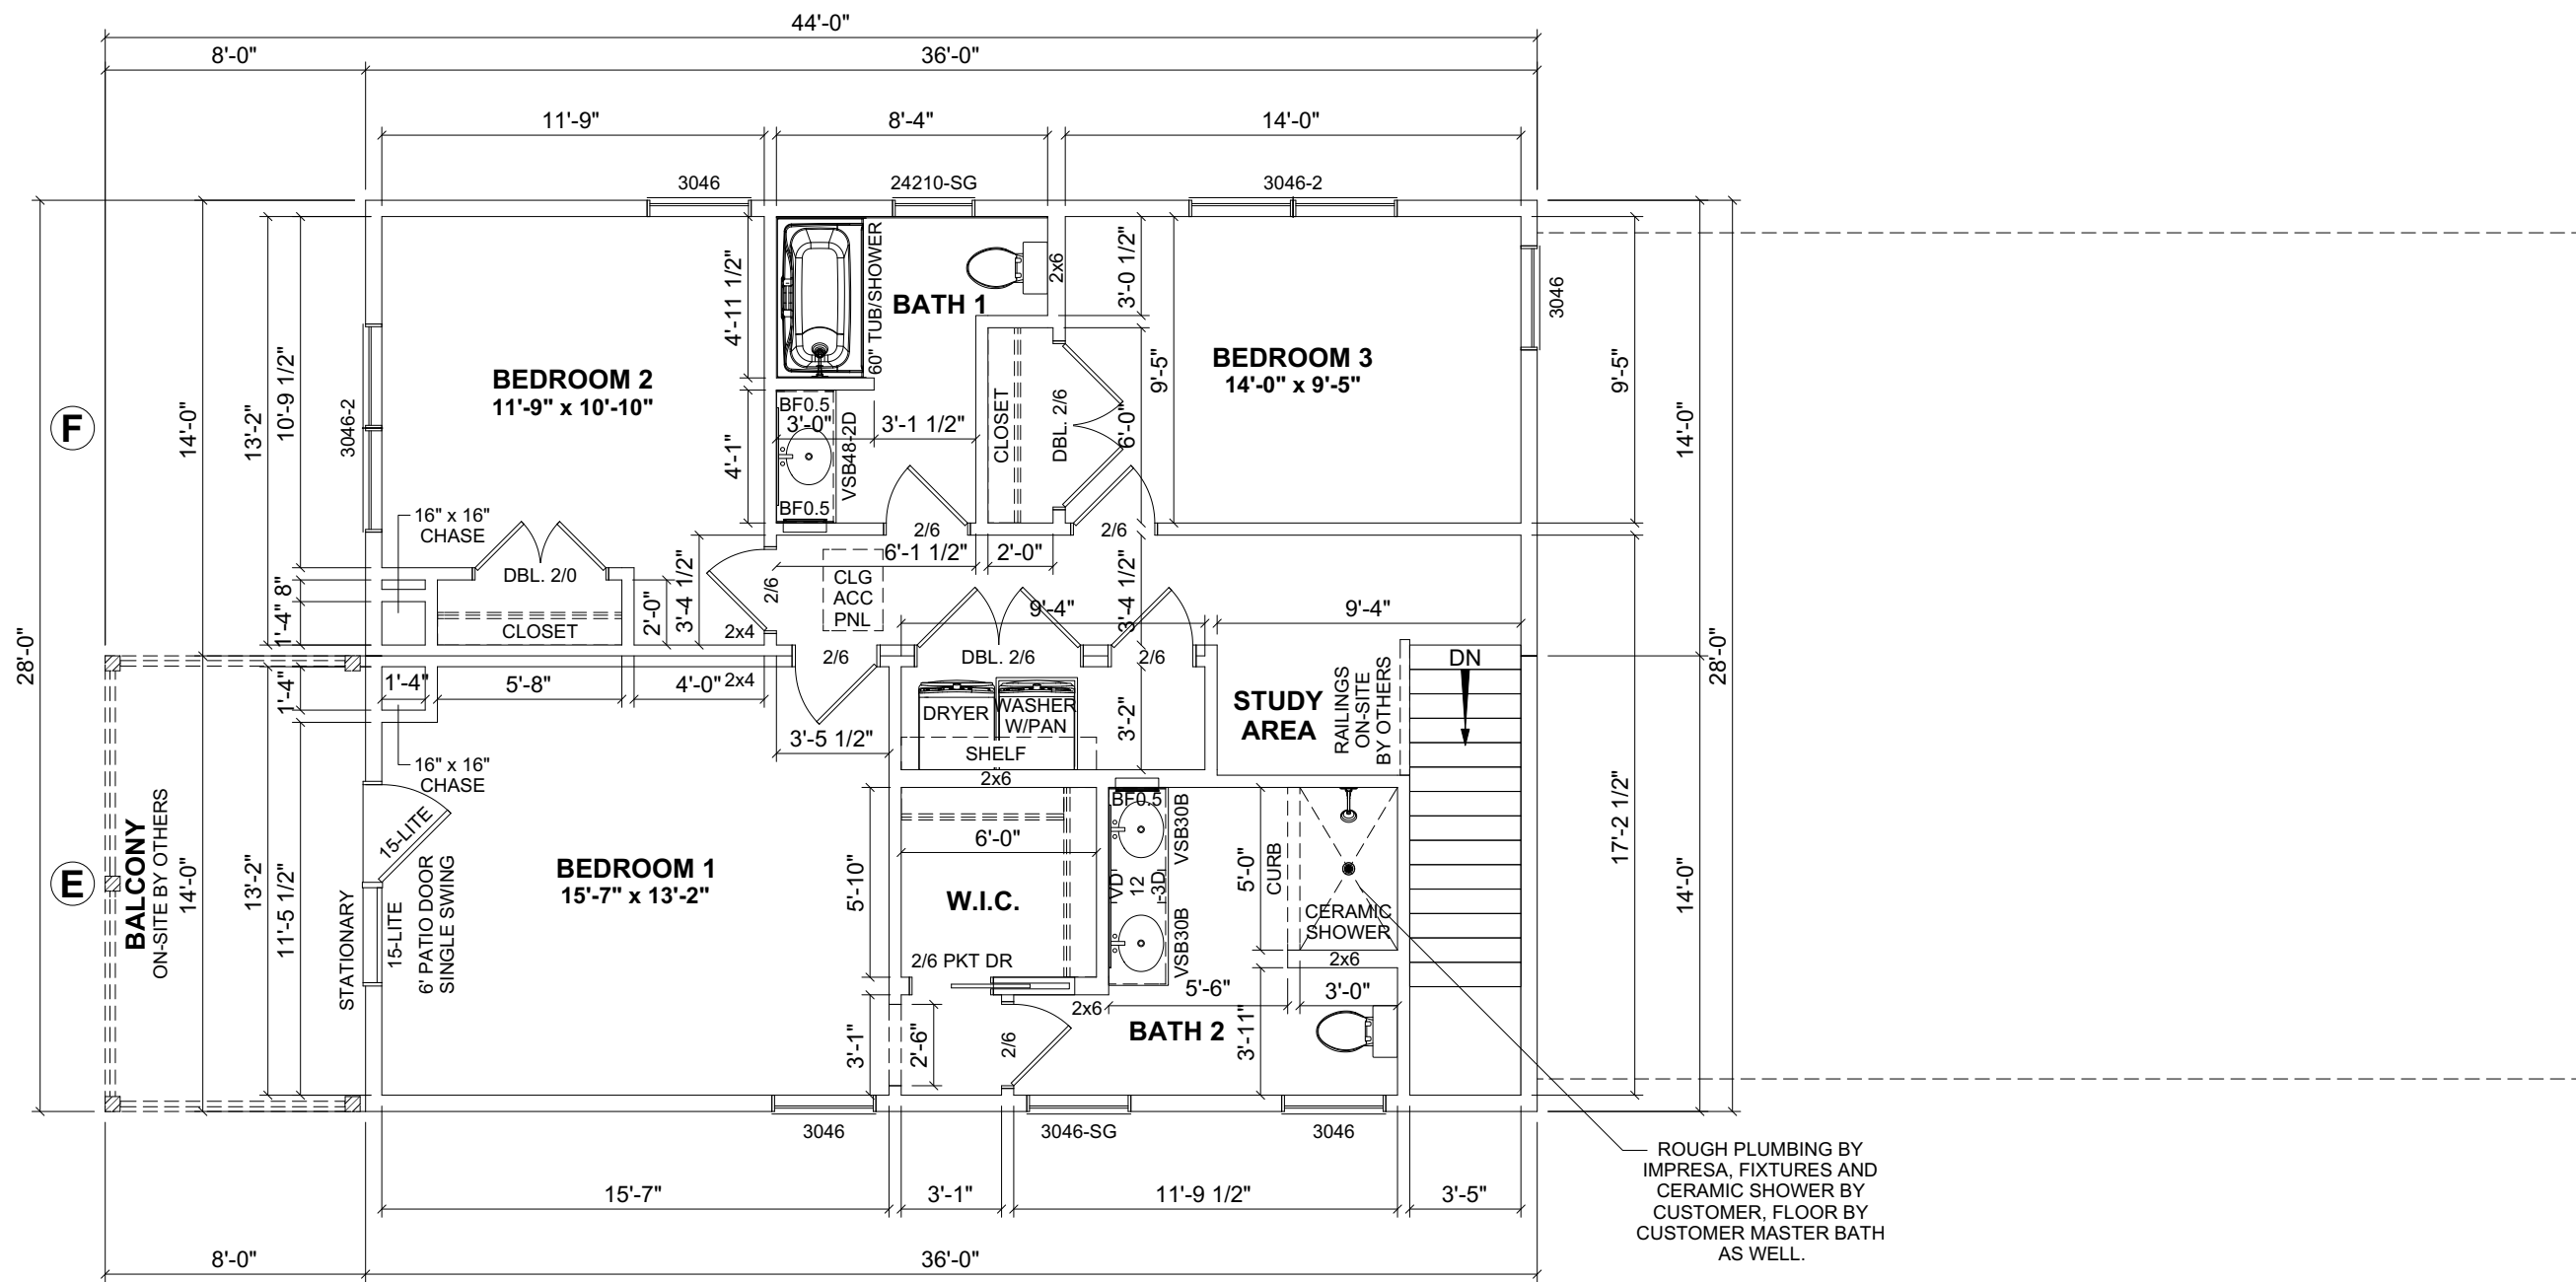 44'-0"
8'-0"
36'-0"
11'-9"
8'-4"
14'-0"
3046
24210-SG
3046-2
28'-0"
14'-0"
13'-2"
10'-9 1/2"
3046-2
4'-11 1/2"
60" TUB/SHOWER
BATH 1
2x6
3'-0 1/2"
9'-5"
3046
9'-5"
14'-0"
28'-0"
BEDROOM 2
11'-9" x 10'-10"
BEDROOM 3
14'-0" x 9'-5"
F
4'-1"
BF0.5
3'-0"
VSB48-2D
3'-1 1/2"
BF0.5
CLOSET
DBL. 2/6
6'-0"
16" x 16"
CHASE
2/6
2/6
6'-1 1/2"
2'-0"
DBL. 2/0
3'-4 1/2"
2/6
CLG
ACC
PNL
3'-4 1/2"
8"
1'-4"
2'-0"
CLOSET
2x4
9'-4"
9'-4"
2/6
DBL. 2/6
2/6
DN
1'-4"
1'-4"
5'-8"
4'-0"
2x4
DRYER
WASHER
W/PAN
SHELF
3'-2"
STUDY
AREA
RAILINGS
ON-SITE
BY OTHERS
3'-5 1/2"
16" x 16"
CHASE
2x6
BF0.5
VSB30B
17'-2 1/2"
15-LITE
BALCONY
ON-SITE BY OTHERS
14'-0"
13'-2"
11'-5 1/2"
E
STATIONARY
15-LITE
6' PATIO DOOR
SINGLE SWING
BEDROOM 1
15'-7" x 13'-2"
5'-10"
6'-0"
W.I.C.
VD
12
-3D
VSB30B
5'-0"
CURB
CERAMIC
SHOWER
14'-0"
2/6 PKT DR
2x6
5'-6"
3'-0"
2x6
3'-1"
2'-6"
2/6
BATH 2
3'-11"
3046
3046-SG
3046
15'-7"
3'-1"
11'-9 1/2"
3'-5"
ROUGH PLUMBING BY
IMPRESA, FIXTURES AND
CERAMIC SHOWER BY
CUSTOMER, FLOOR BY
CUSTOMER MASTER BATH
AS WELL.
8'-0"
36'-0"